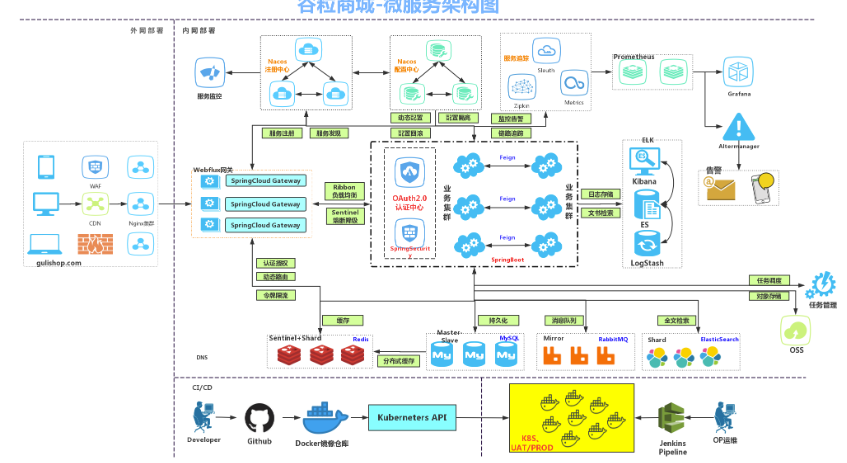 谷粒商城-微服务架构图
外网部署
内网部署
Nacos
注册中心
Nacos
配置中心
服务追踪
Sleuth
Zipkin
Metrics
Prometheus
Grafana
服务监控
动态配置
配置隔离
监控告警
服务注册
服务发现
配置回滚
链路追踪
Altermanager
告警
WAF
CDN
Nginx集群
gulishop.com
Webflux网关
SpringCloud Gateway
SpringCloud Gateway
SpringCloud Gateway
Ribbon
负载均衡
Sentinel
熔断降级
OAuth2.0
认证中心
SpringSecurit
y
业务集群
Feign
Feign
Feign
业务集群
SpringBoot
日志存储
文书检索
ELK
Kibana
ES
LogStash
认证授权
动态路由
令牌限流
任务调度
对象存储
任务管理
OSS
缓存
持久化
消息队列
全文检索
Sentinel+Shard
Redis
分布式缓存
Master-
Slave
MySQL
Mirror
RabbitMQ
Shard
ElasticSearch
DNS
CI/CD
Developer
Github
Docker镜像仓库
Kuberneters API
K8S、
UAT/PROD
Jenkins
Pipeline
OP运维